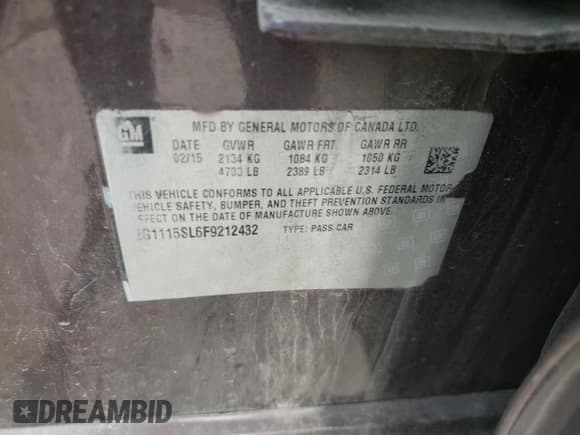 GM
MFD BY GENERAL MOTORS OF CANADA LTD.
DATE GVWR GAWR FRT GAWR RR
02/15 2134 KG 1084 KG 1050 KG
4703 LB 2389 LB 2314 LB
THIS VEHICLE CONFORMS TO ALL APPLICABLE U.S. FEDERAL MOTOR
VEHICLE SAFETY, BUMPER, AND THEFT PREVENTION STANDARDS IN
EFFECT ON THE DATE OF MANUFACTURE SHOWN ABOVE.
G1115SL6F9212432 TYPE: PASS CAR
DREAMBID